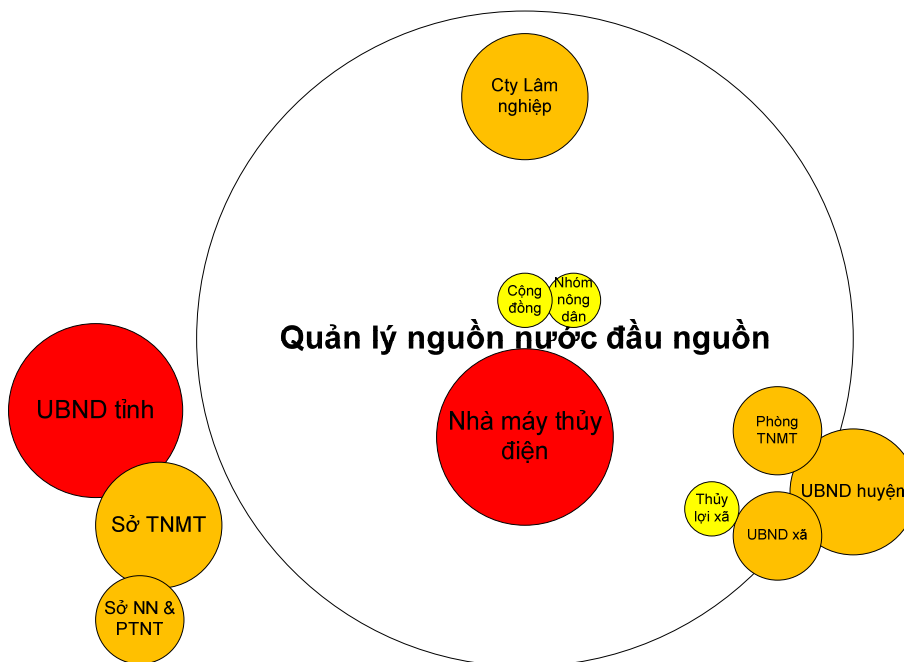 Cty Lâm
nghiệp
Cộng
đồng
Nhóm
nông
dân
Quản lý nguồn nước đầu nguồn
UBND tỉnh
Nhà máy thủy
điện
Phòng
TNMT
UBND huyện
Thủy
lợi xã
UBND xã
Sở TNMT
Sở NN &
PTNT